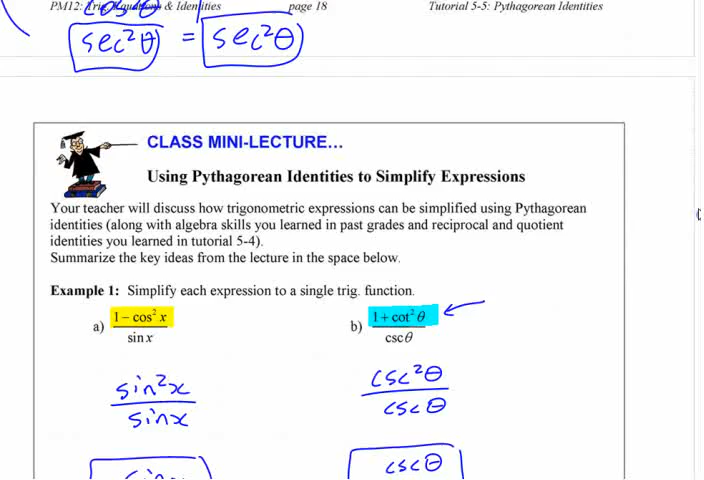 PM12: Trig. Equations & Identities page 18 Tutorial 5-5: Pythagorean Identities
cos θ
sec²θ = sec²θ
CLASS MINI-LECTURE...
Using Pythagorean Identities to Simplify Expressions
Your teacher will discuss how trigonometric expressions can be simplified using Pythagorean
identities (along with algebra skills you learned in past grades and reciprocal and quotient
identities you learned in tutorial 5-4).
Summarize the key ideas from the lecture in the space below.
Example 1: Simplify each expression to a single trig. function.
a) 1 − cos² x / sin x b) 1 + cot² θ / csc θ
sin²x / sin x csc²θ / csc θ
sin x csc θ